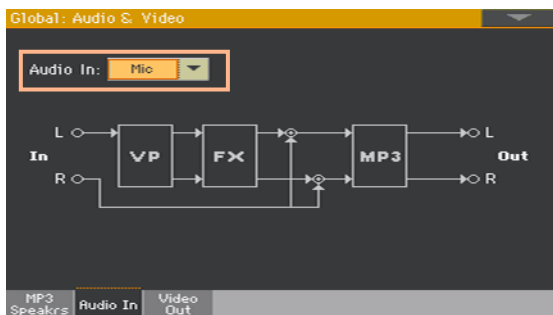 Global: Audio & Video
Audio In: Mic
L
In
R
VP
FX
MP3
L
Out
R
MP3 Speakrs
Audio In
Video Out